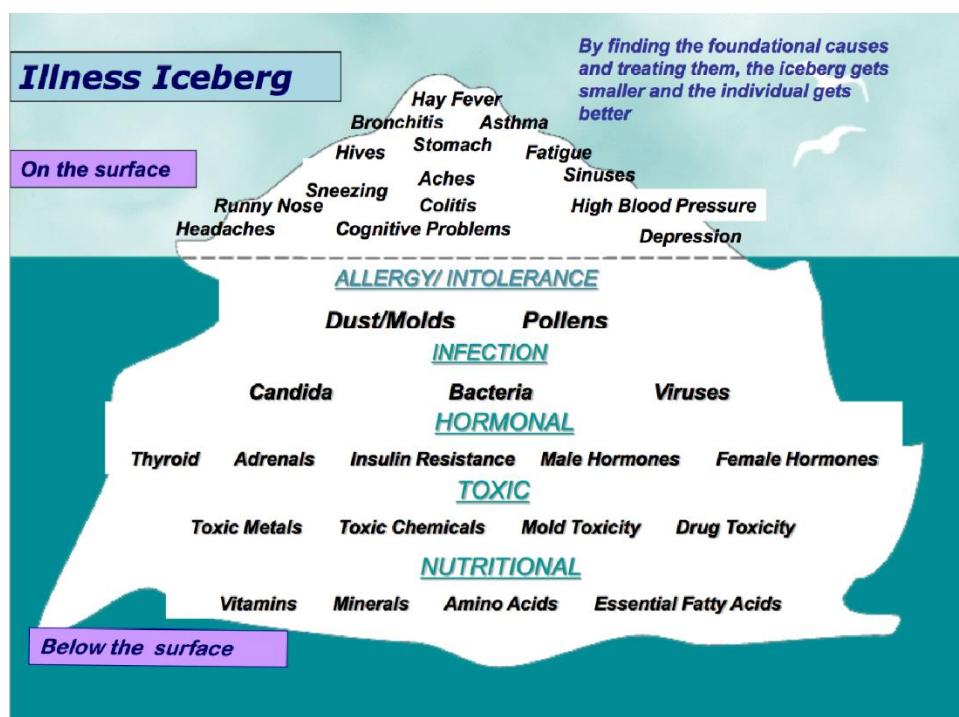 Illness Iceberg
By finding the foundational causes
and treating them, the iceberg gets
smaller and the individual gets
better
On the surface
Hay Fever
Bronchitis Asthma
Hives Stomach Fatigue
Sinuses
Sneezing Aches
Runny Nose Colitis High Blood Pressure
Headaches Cognitive Problems Depression
ALLERGY/ INTOLERANCE
Dust/Molds Pollens
INFECTION
Candida Bacteria Viruses
HORMONAL
Thyroid Adrenals Insulin Resistance Male Hormones Female Hormones
TOXIC
Toxic Metals Toxic Chemicals Mold Toxicity Drug Toxicity
NUTRITIONAL
Vitamins Minerals Amino Acids Essential Fatty Acids
Below the surface